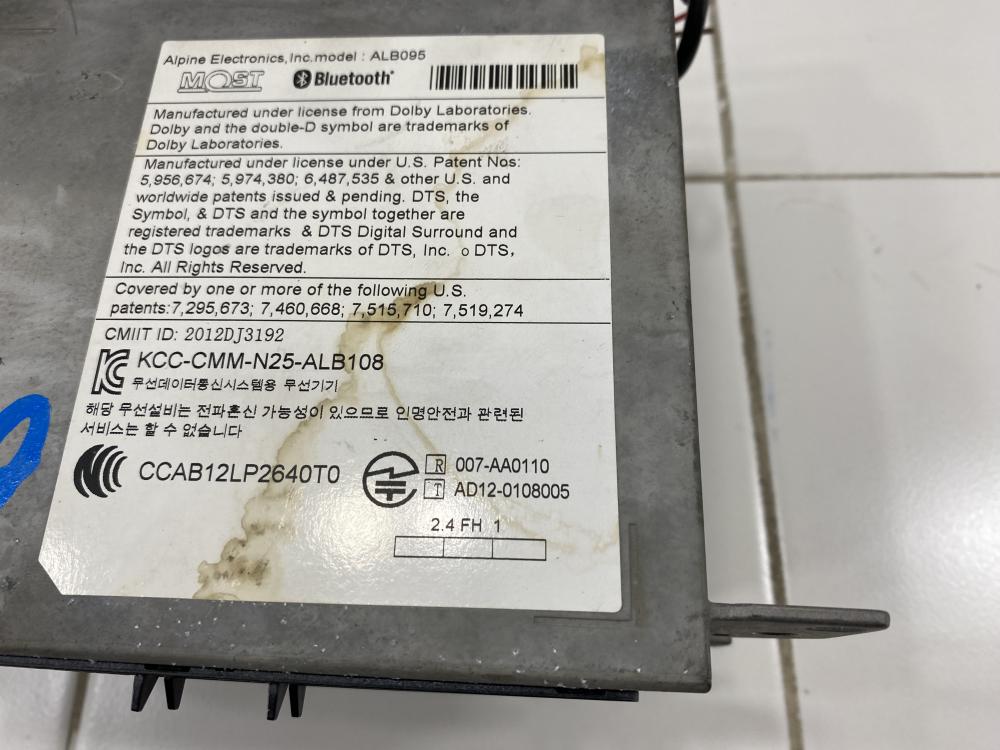 Alpine Electronics,Inc.model : ALB095
MOST Bluetooth
Manufactured under license from Dolby Laboratories.
Dolby and the double-D symbol are trademarks of
Dolby Laboratories.
Manufactured under license under U.S. Patent Nos:
5,956,674; 5,974,380; 6,487,535 & other U.S. and
worldwide patents issued & pending. DTS, the
Symbol, & DTS and the symbol together are
registered trademarks & DTS Digital Surround and
the DTS logos are trademarks of DTS, Inc. o DTS,
Inc. All Rights Reserved.
Covered by one or more of the following U.S.
patents:7,295,673; 7,460,668; 7,515,710; 7,519,274
CMIIT ID: 2012DJ3192
KCC-CMM-N25-ALB108
무선데이터통신시스템용 무선기기
해당 무선설비는 전파혼신 가능성이 있으므로 인명안전과 관련된
서비스는 할 수 없습니다
CCAB12LP2640T0
R 007-AA0110
T AD12-0108005
2.4 FH 1